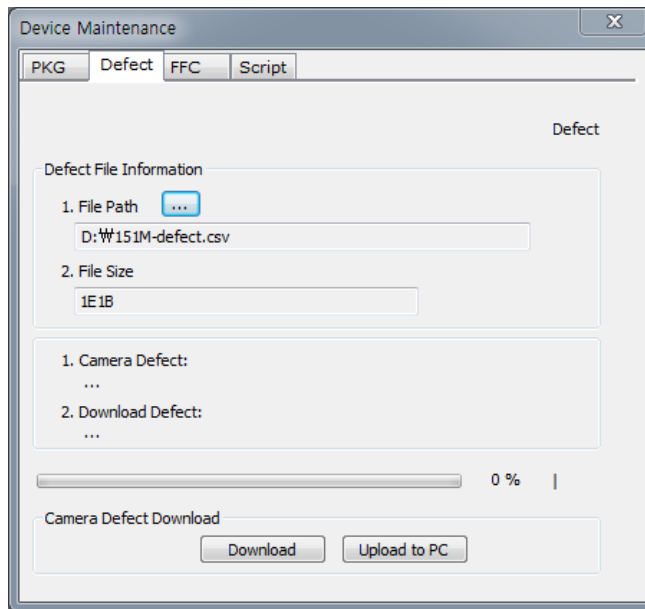 Device Maintenance
PKG Defect FFC Script
Defect
Defect File Information
1. File Path ...
D:₩151M-defect.csv
2. File Size
1E1B
1. Camera Defect:
...
2. Download Defect:
...
0 % |
Camera Defect Download
Download Upload to PC